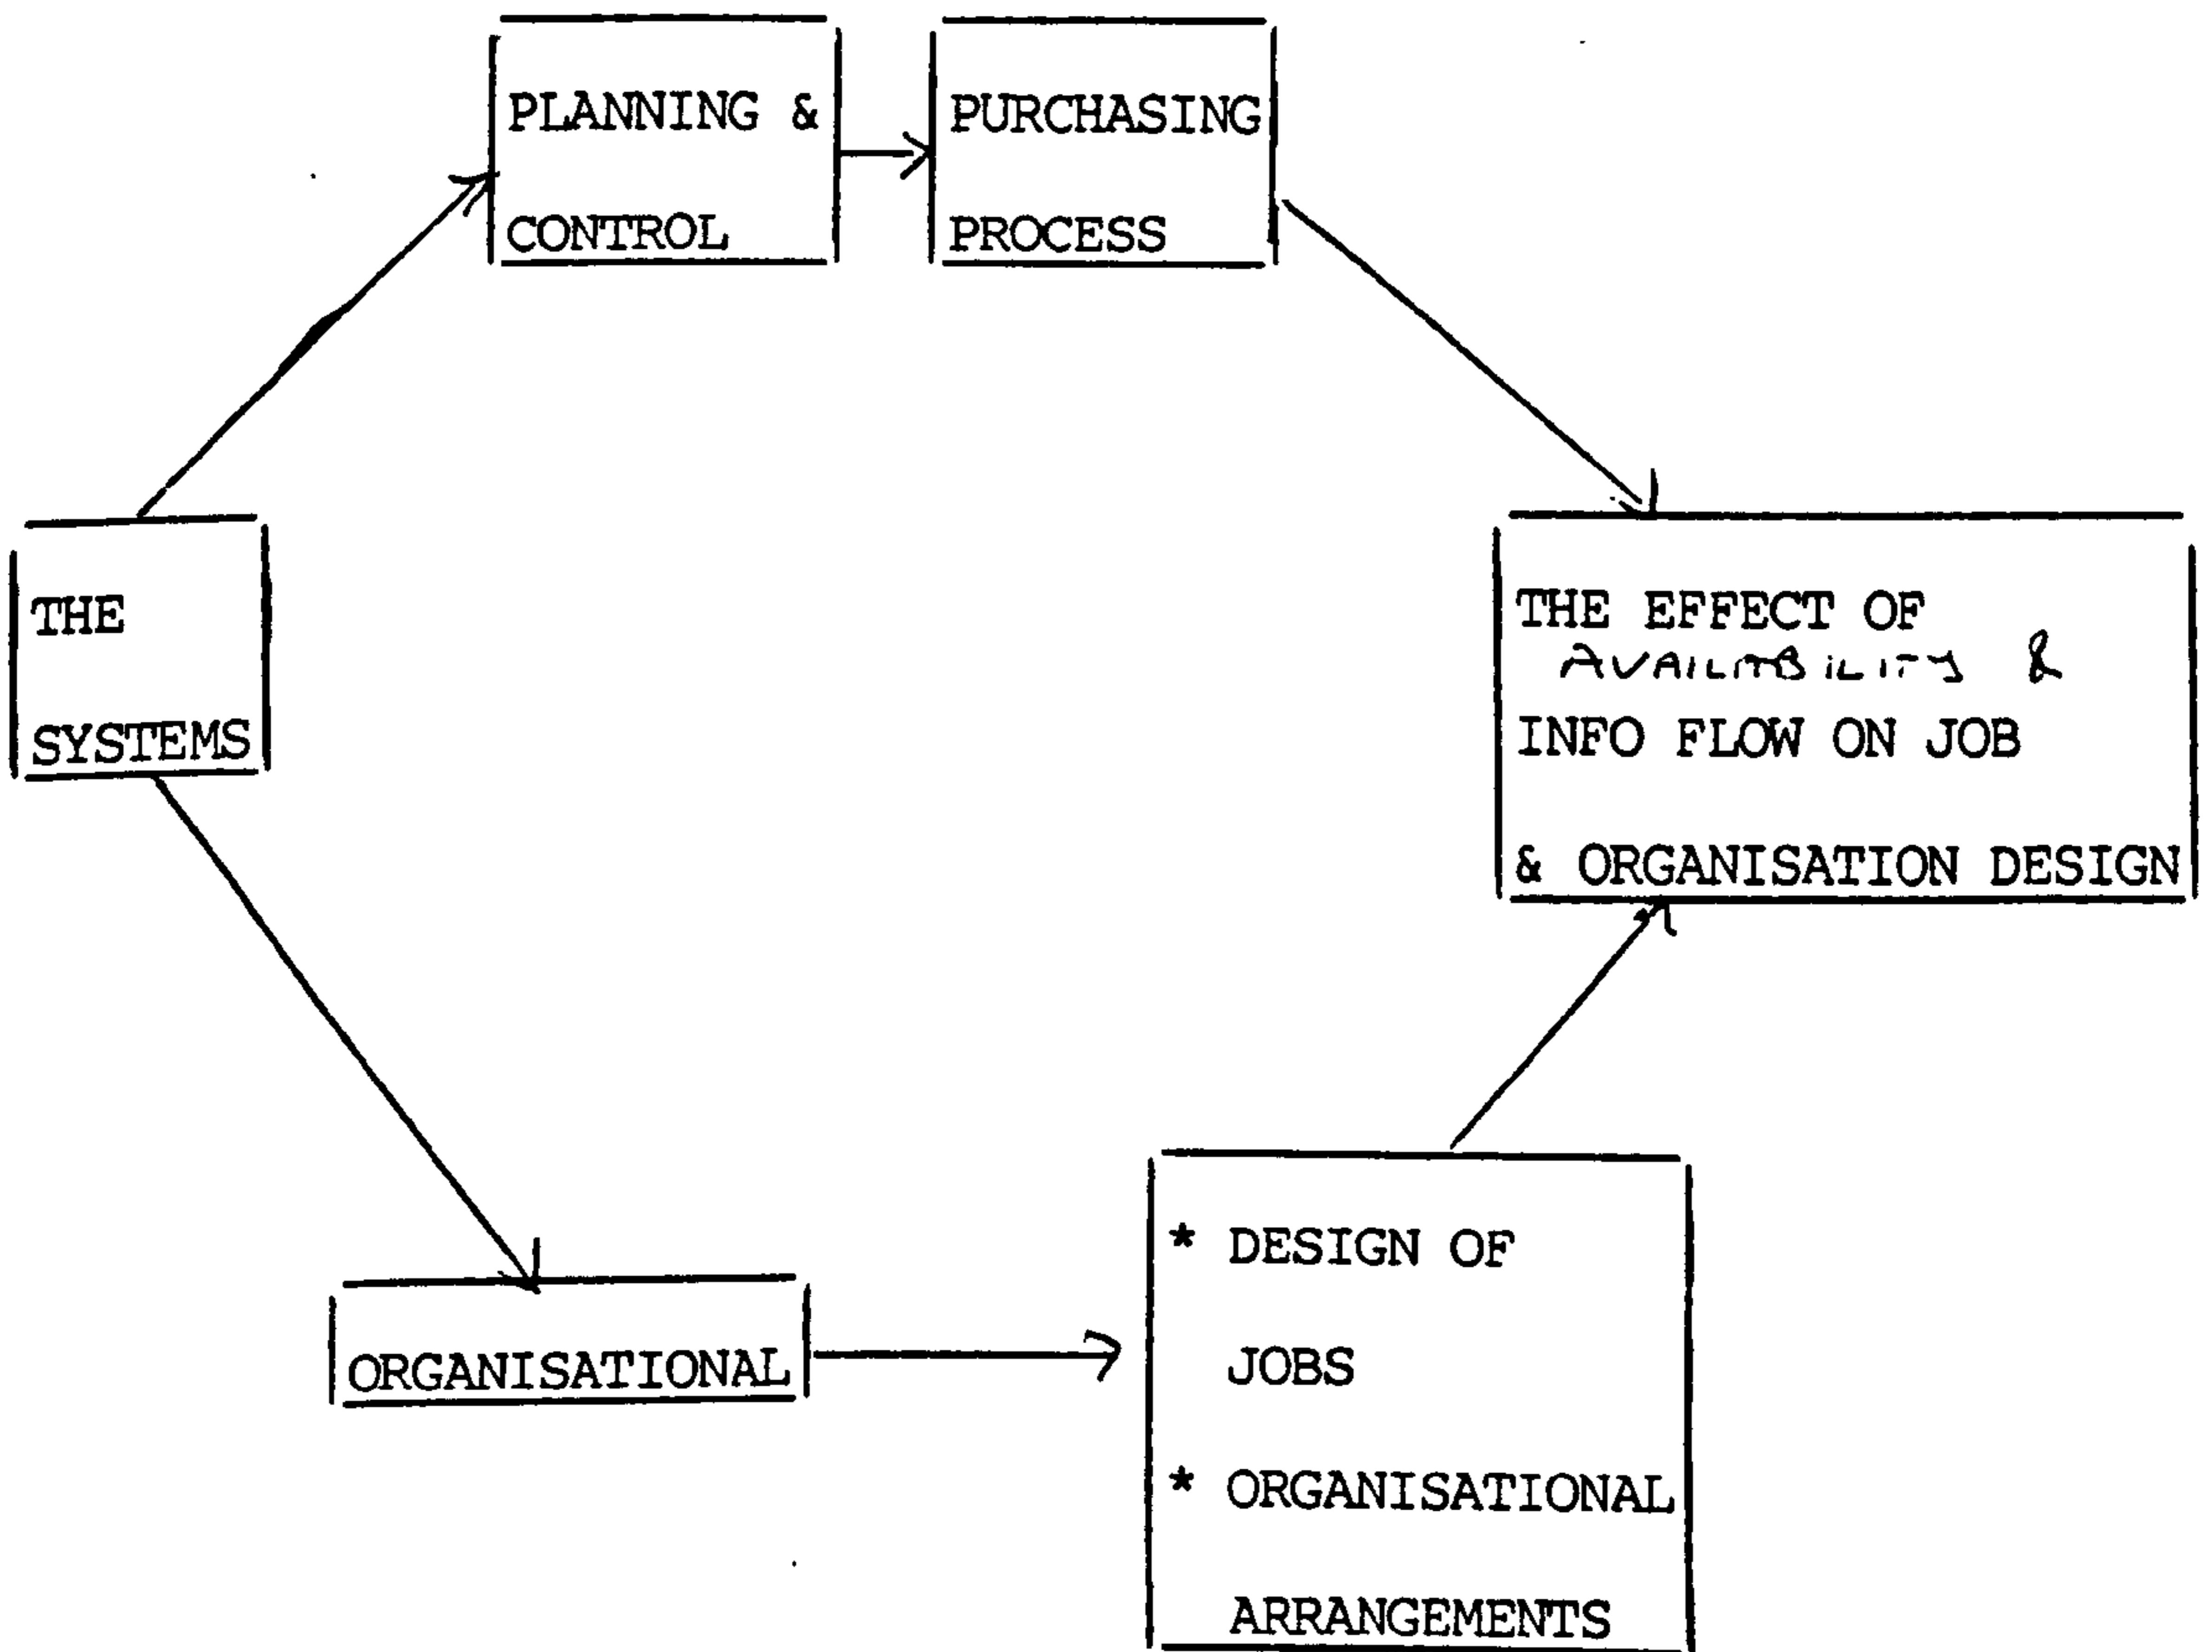 PLANNING &
CONTROL
PURCHASING
PROCESS
THE
SYSTEMS
THE EFFECT OF
AVAILABILITY &
INFO FLOW ON JOB
& ORGANISATION DESIGN
ORGANISATIONAL
* DESIGN OF
JOBS
* ORGANISATIONAL
ARRANGEMENTS